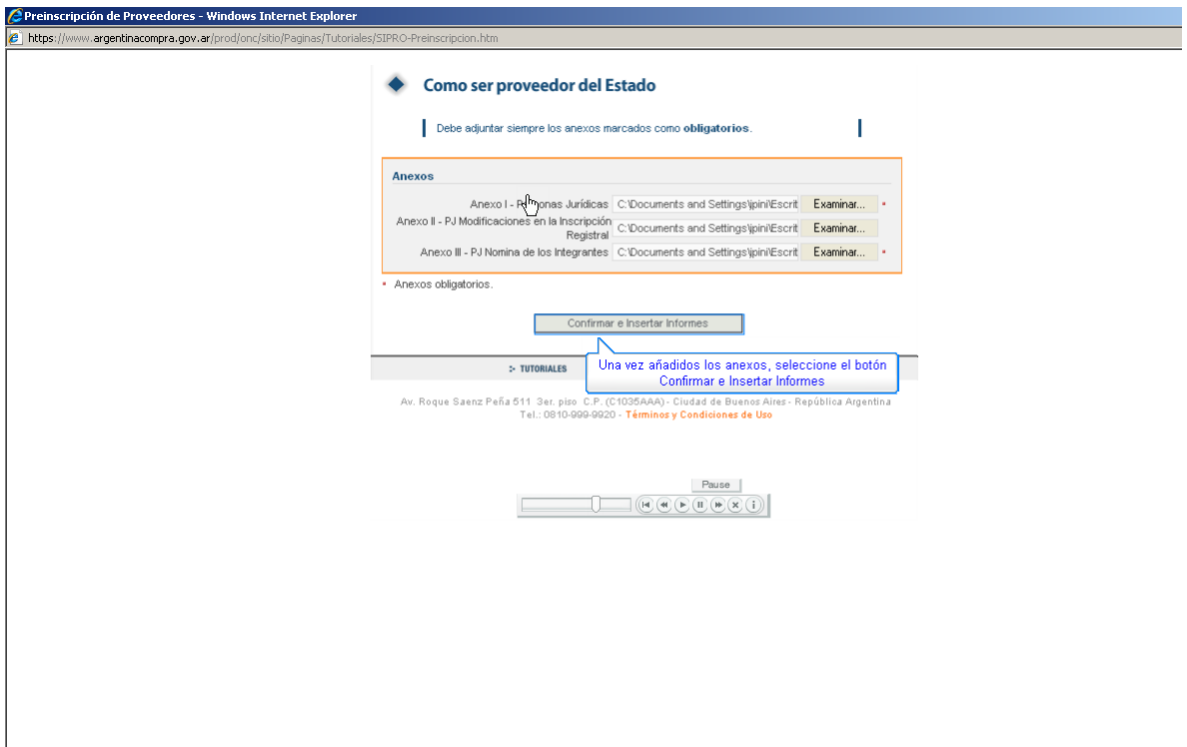 Preinscripción de Proveedores - Windows Internet Explorer
https://www.argentinacompra.gov.ar/prod/onc/sitio/Paginas/Tutoriales/SIPRO-Preinscripcion.htm
Como ser proveedor del Estado
Debe adjuntar siempre los anexos marcados como obligatorios.
Anexos
Anexo I - Jurídicas C:\Documents and Settings\jpini\Escrit Examinar... *
Anexo II - PJ Modificaciones en la Inscripción
Registral C:\Documents and Settings\jpini\Escrit Examinar...
Anexo III - PJ Nomina de los Integrantes C:\Documents and Settings\jpini\Escrit Examinar... *
* Anexos obligatorios.
Confirmar e Insertar Informes
Una vez añadidos los anexos, seleccione el botón
Confirmar e Insertar Informes
TUTORIALES
Av. Roque Saenz Peña 511 3er. piso C.P. (C1035AAA) - Ciudad de Buenos Aires - República Argentina
Tel.: 0810-999-9920 - Términos y Condiciones de Uso
Pause